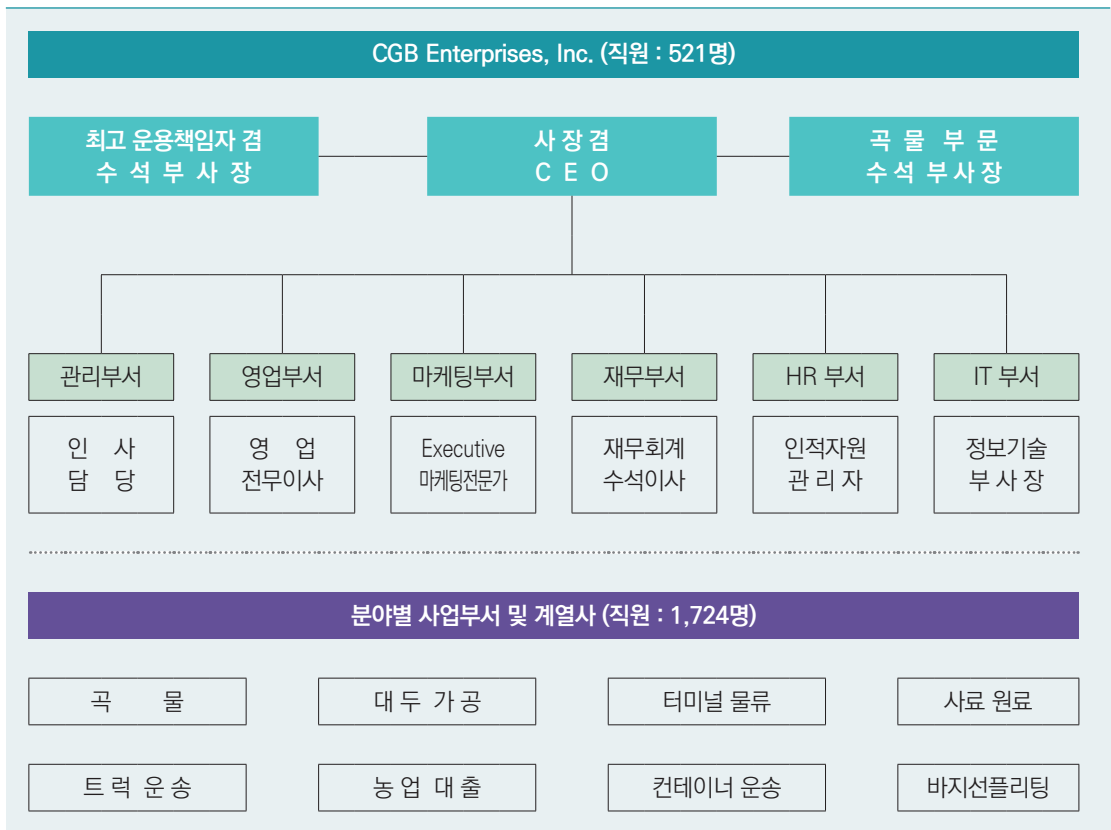 CGB Enterprises, Inc. (직원 : 521명)
최고 운용책임자 겸
수 석 부 사 장
사 장 겸
C E O
곡 물 부 문
수 석 부 사 장
관리부서
영업부서
마케팅부서
재무부서
HR 부서
IT 부서
인 사
담 당
영 업
전무이사
Executive
마케팅전문가
재무회계
수석이사
인적자원
관 리 자
정보기술
부 사 장
분야별 사업부서 및 계열사 (직원 : 1,724명)
곡 물
대 두 가 공
터미널 물류
사료 원료
트 럭 운 송
농 업 대 출
컨테이너 운송
바지선플리팅